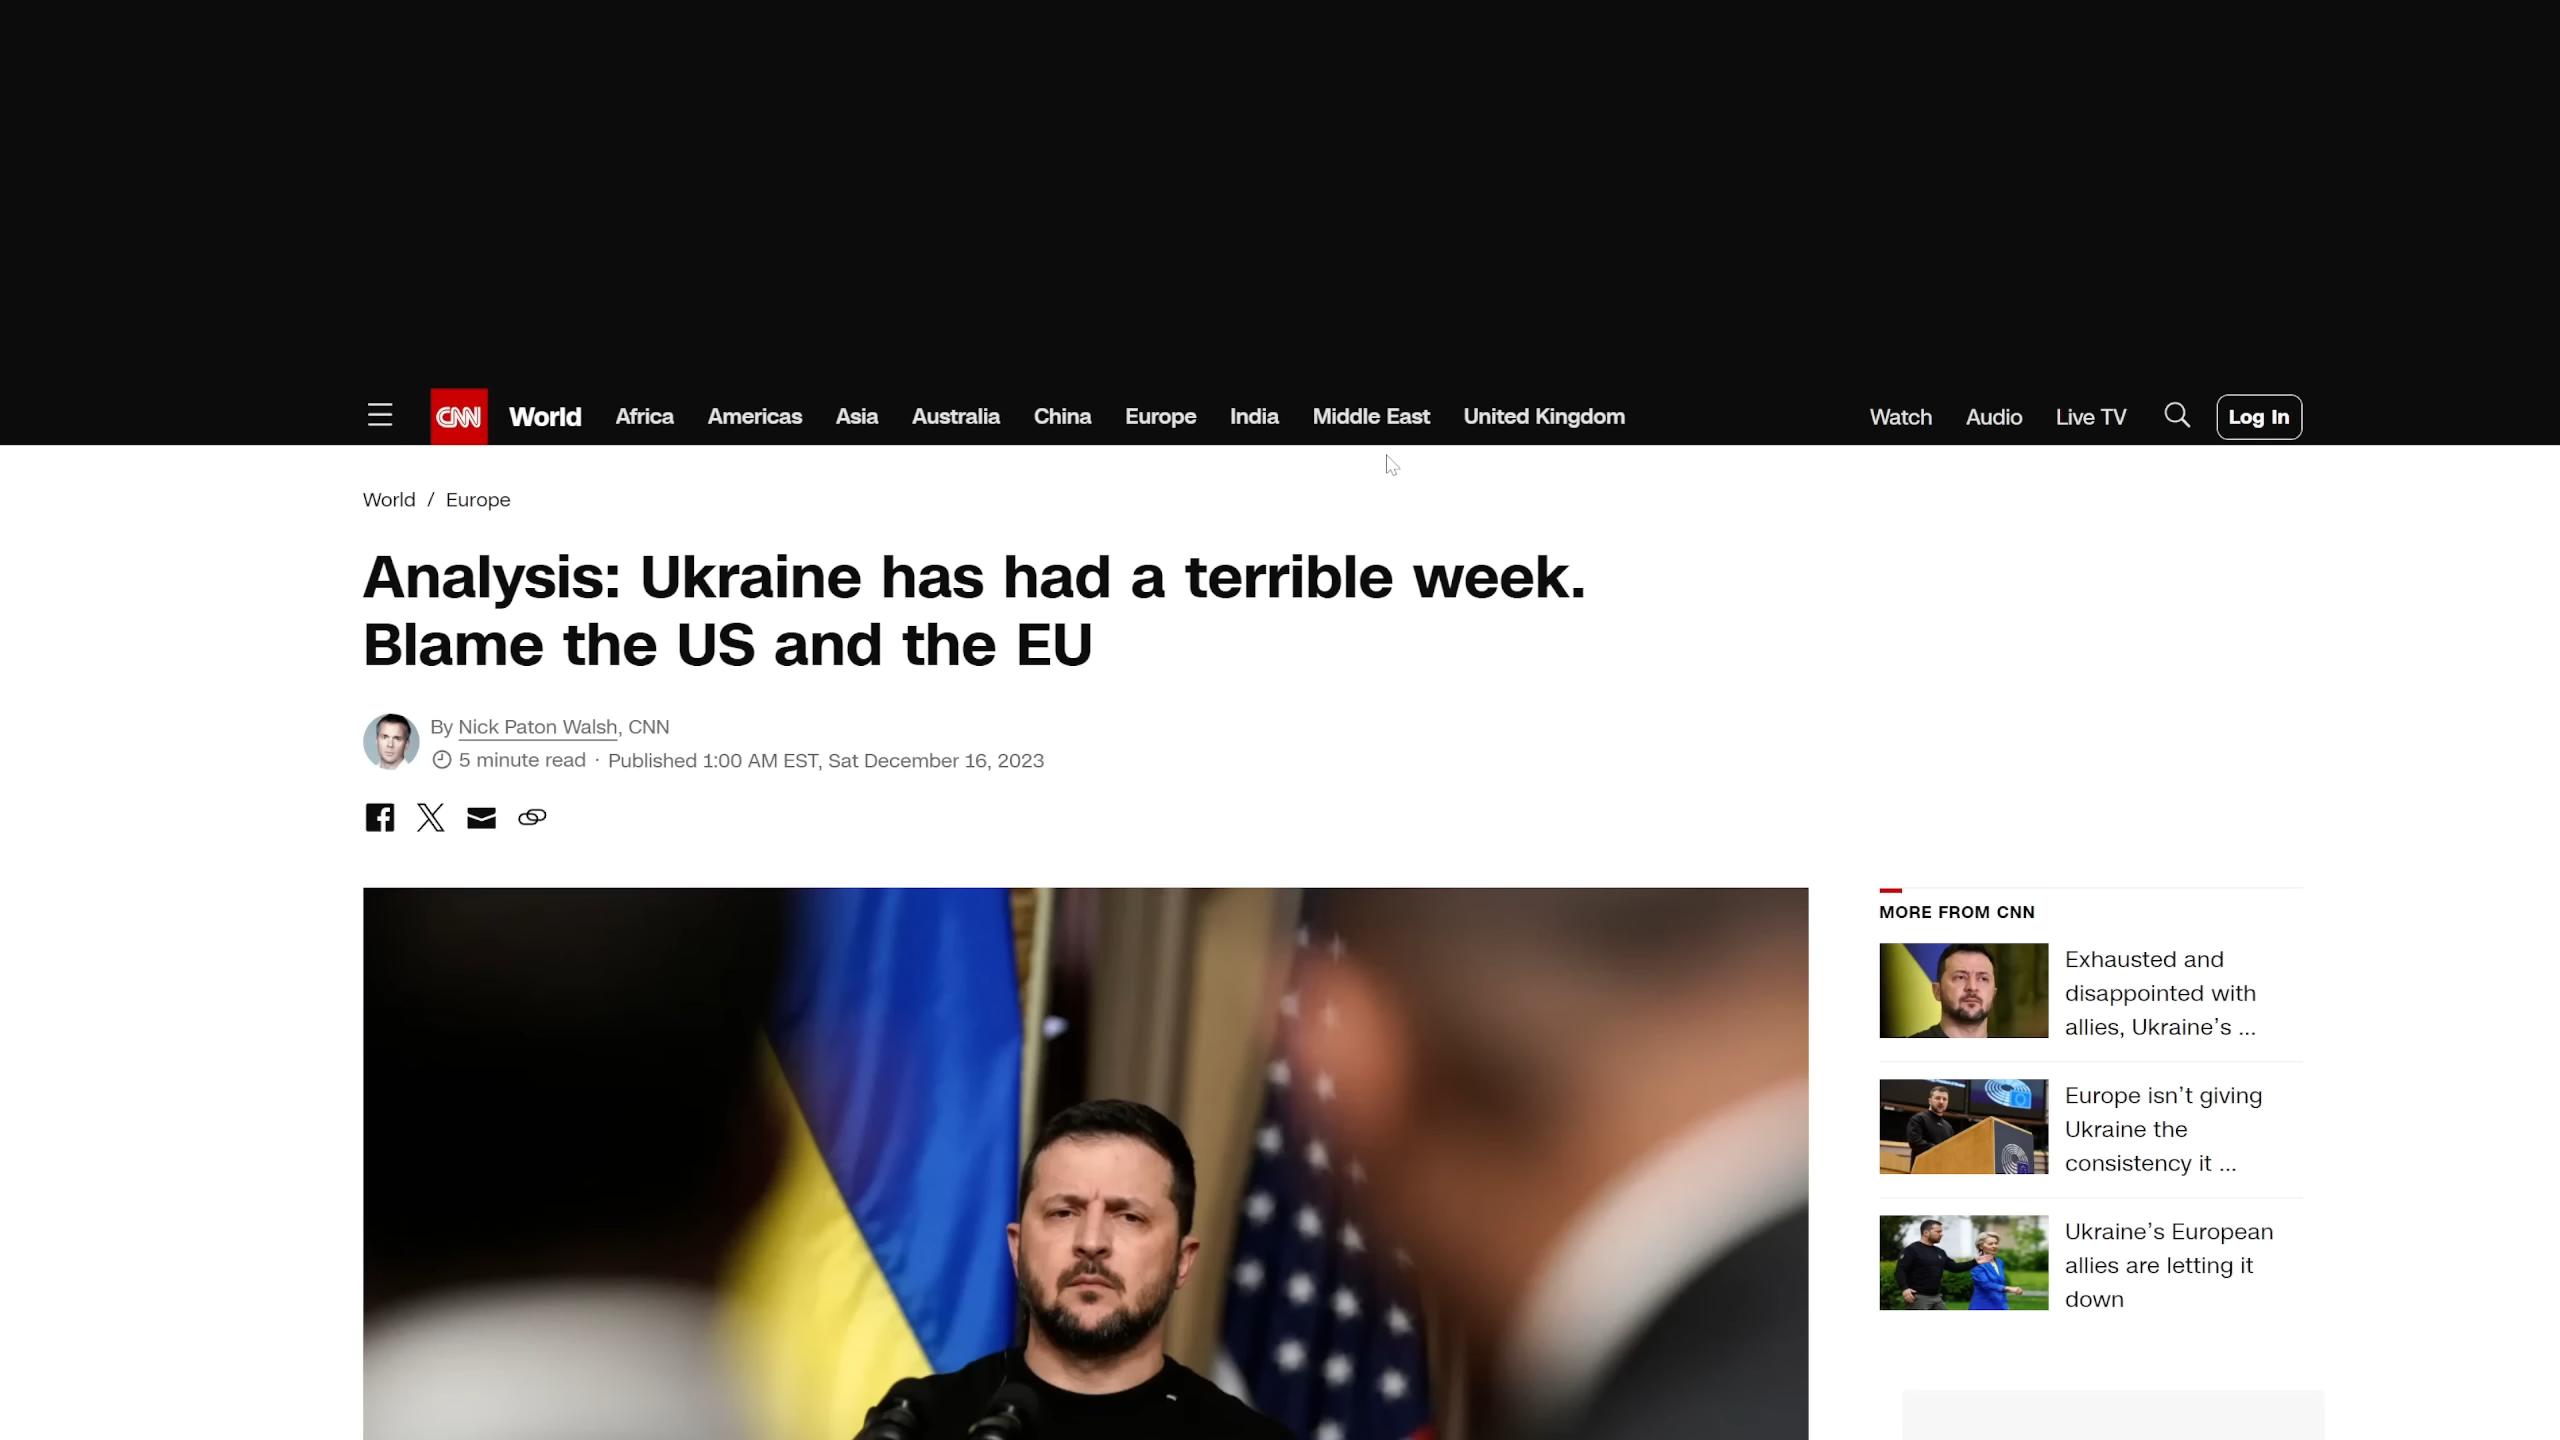 CNN World Africa Americas Asia Australia China Europe India Middle East United Kingdom Watch Audio Live TV Log In
World / Europe
Analysis: Ukraine has had a terrible week.
Blame the US and the EU
By Nick Paton Walsh, CNN
5 minute read · Published 1:00 AM EST, Sat December 16, 2023
MORE FROM CNN
Exhausted and
disappointed with
allies, Ukraine’s ...
Europe isn’t giving
Ukraine the
consistency it ...
Ukraine’s European
allies are letting it
down